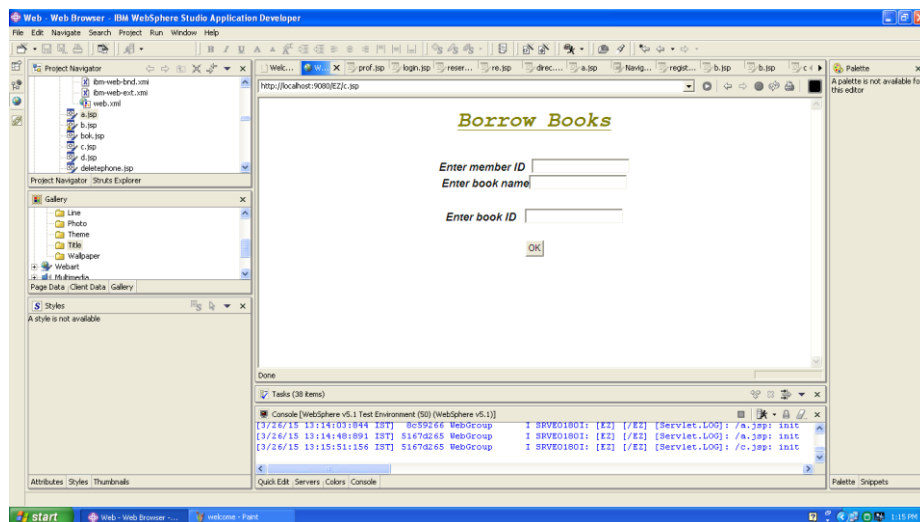 Web - Web Browser - IBM WebSphere Studio Application Developer
File Edit Navigate Search Project Run Window Help
Project Navigator
ibm-web-bnd.xmi
ibm-web-ext.xmi
web.xml
a.jsp
b.jsp
bok.jsp
c.jsp
d.jsp
deletephone.jsp
Project Navigator Struts Explorer
Gallery
Line
Photo
Theme
Title
Wallpaper
Webart
Multimedia
Page Data Client Data Gallery
Styles
A style is not available
Attributes Styles Thumbnails
Welc... W... prof.jsp login.jsp reser... re.jsp direc.... a.jsp Navig... regist... b.jsp b.jsp c
http://localhost:9080/EZ/c.jsp
Borrow Books
Enter member ID
Enter book name
Enter book ID
OK
Done
Tasks (38 items)
Console [WebSphere v5.1 Test Environment (50) (WebSphere v5.1)]
[3/26/15 13:14:03:844 IST] 8c59266 WebGroup I SRVE0180I: [EZ] [/EZ] [Servlet.LOG]: /a.jsp: init
[3/26/15 13:14:48:891 IST] 5167d265 WebGroup I SRVE0180I: [EZ] [/EZ] [Servlet.LOG]: /a.jsp: init
[3/26/15 13:15:51:156 IST] 5167d265 WebGroup I SRVE0180I: [EZ] [/EZ] [Servlet.LOG]: /c.jsp: init
Quick Edit Servers Colors Console
Palette
A palette is not available for
this editor
Palette Snippets
start Web - Web Browser -... welcome - Paint 1:15 PM